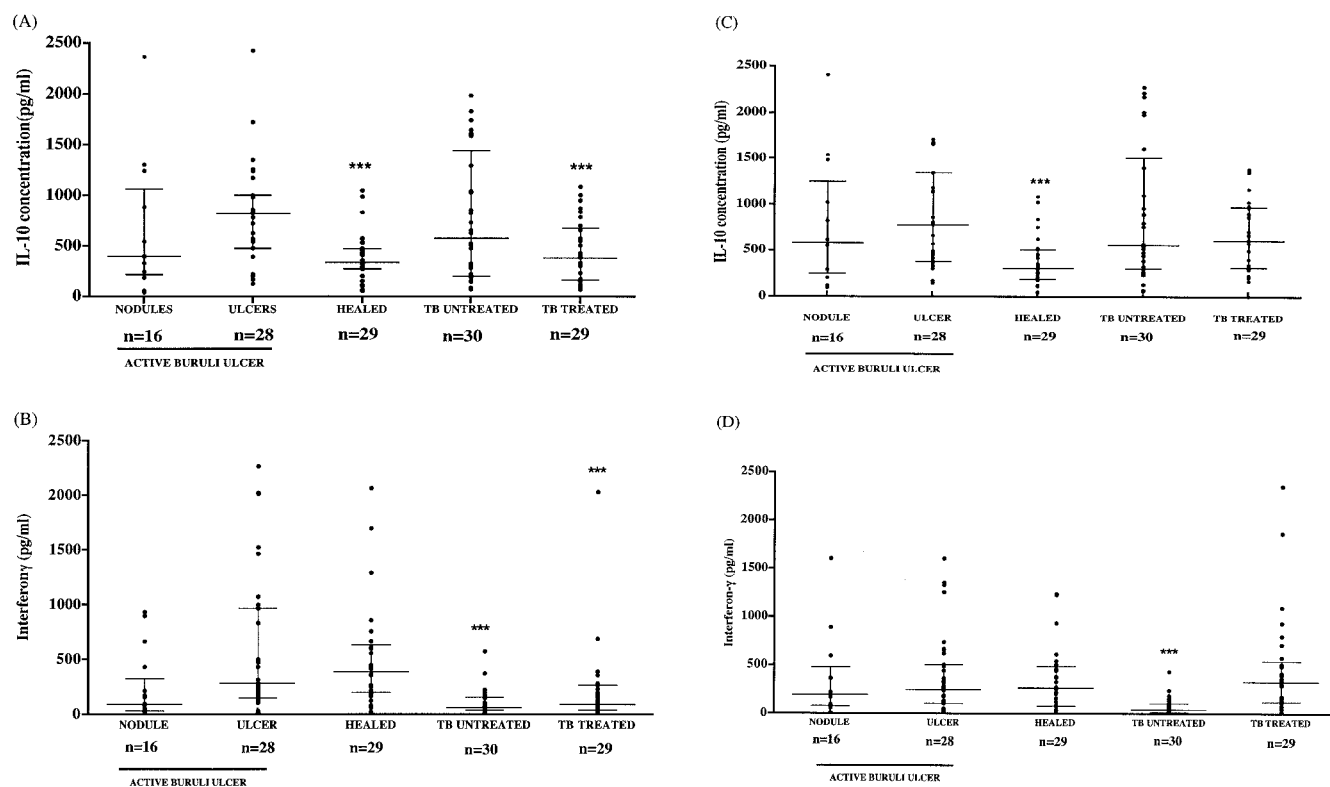 (A)
IL-10 concentration(pg/ml)
2500
2000
1500
1000
500
0
***
***
NODULES ULCERS HEALED TB UNTREATED TB TREATED
n=16 n=28 n=29 n=30 n=29
ACTIVE BURULI ULCER
(C)
IL-10 concentration (pg/ml)
2500
2000
1500
1000
500
0
***
NODULE ULCER HEALED TB UNTREATED TB TREATED
n=16 n=28 n=29 n=30 n=29
ACTIVE BURULI ULCER
(B)
Interferonγ (pg/ml)
2500
2000
1500
1000
500
0
***
***
NODULE ULCER HEALED TB UNTREATED TB TREATED
n=16 n=28 n=29 n=30 n=29
ACTIVE BURULI ULCER
(D)
Interferon-γ (pg/ml)
2500
2000
1500
1000
500
0
***
NODULE ULCER HEALED TB UNTREATED TB TREATED
n=16 n=28 n=29 n=30 n=29
ACTIVE BURULI ULCER